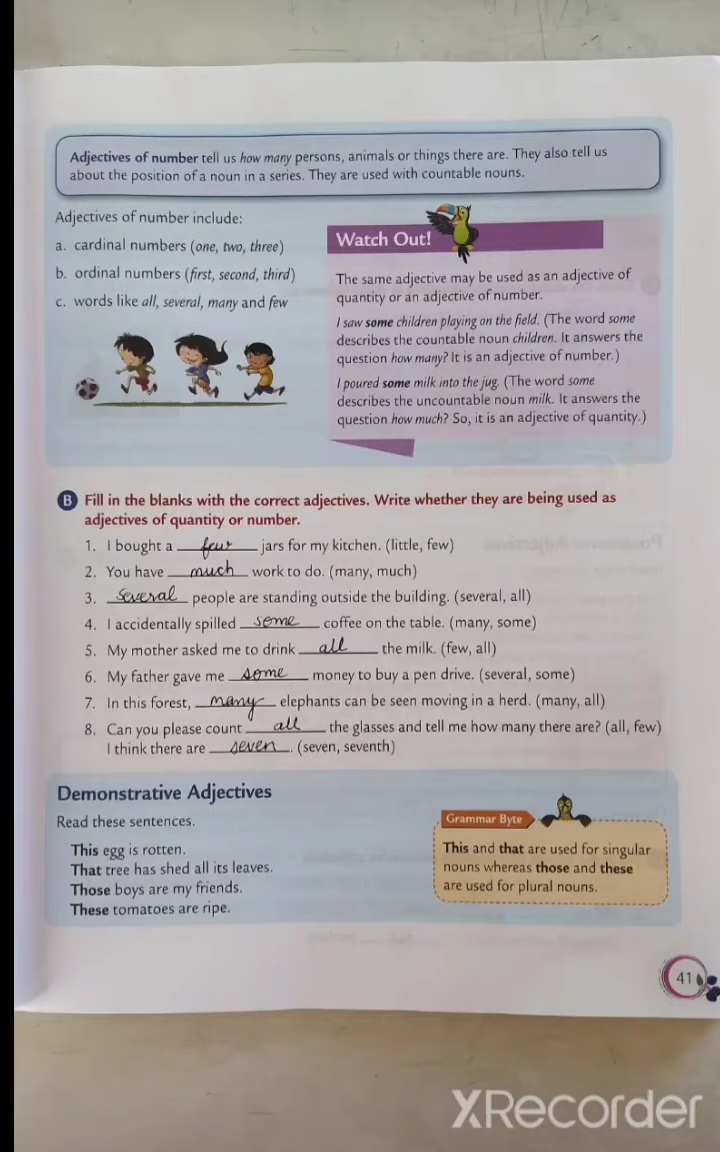 Adjectives of number tell us how many persons, animals or things there are. They also tell us
about the position of a noun in a series. They are used with countable nouns.
Adjectives of number include:
a. cardinal numbers (one, two, three)
b. ordinal numbers (first, second, third)
c. words like all, several, many and few
Watch Out!
The same adjective may be used as an adjective of
quantity or an adjective of number.
I saw some children playing on the field. (The word some
describes the countable noun children. It answers the
question how many? It is an adjective of number.)
I poured some milk into the jug. (The word some
describes the uncountable noun milk. It answers the
question how much? So, it is an adjective of quantity.)
B Fill in the blanks with the correct adjectives. Write whether they are being used as
adjectives of quantity or number.
1. I bought a few jars for my kitchen. (little, few)
2. You have much work to do. (many, much)
3. Several people are standing outside the building. (several, all)
4. I accidentally spilled some coffee on the table. (many, some)
5. My mother asked me to drink all the milk. (few, all)
6. My father gave me some money to buy a pen drive. (several, some)
7. In this forest, many elephants can be seen moving in a herd. (many, all)
8. Can you please count all the glasses and tell me how many there are? (all, few)
I think there are seven. (seven, seventh)
Demonstrative Adjectives
Read these sentences.
This egg is rotten.
That tree has shed all its leaves.
Those boys are my friends.
These tomatoes are ripe.
Grammar Byte
This and that are used for singular
nouns whereas those and these
are used for plural nouns.
41
XRecorder